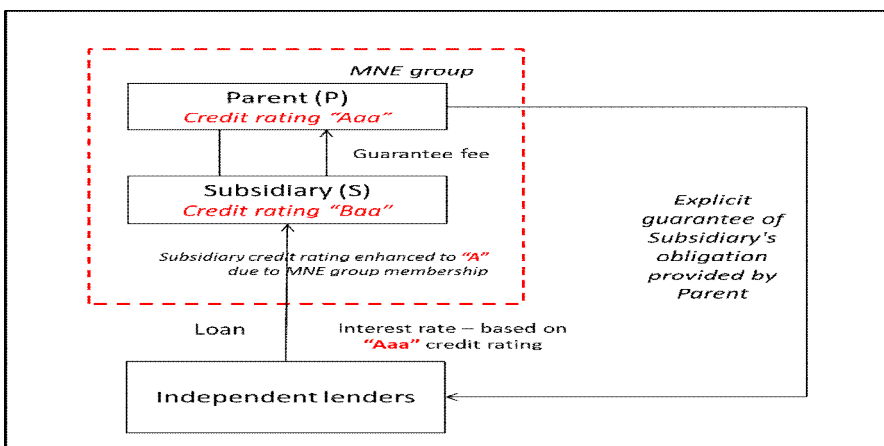 MNE group
Parent (P)
Credit rating “Aaa”
Guarantee fee
Subsidiary (S)
Credit rating “Baa”
Subsidiary credit rating enhanced to “A”
due to MNE group membership
Explicit
guarantee of
Subsidiary's
obligation
provided by
Parent
Loan
Interest rate – based on
“Aaa” credit rating
Independent lenders